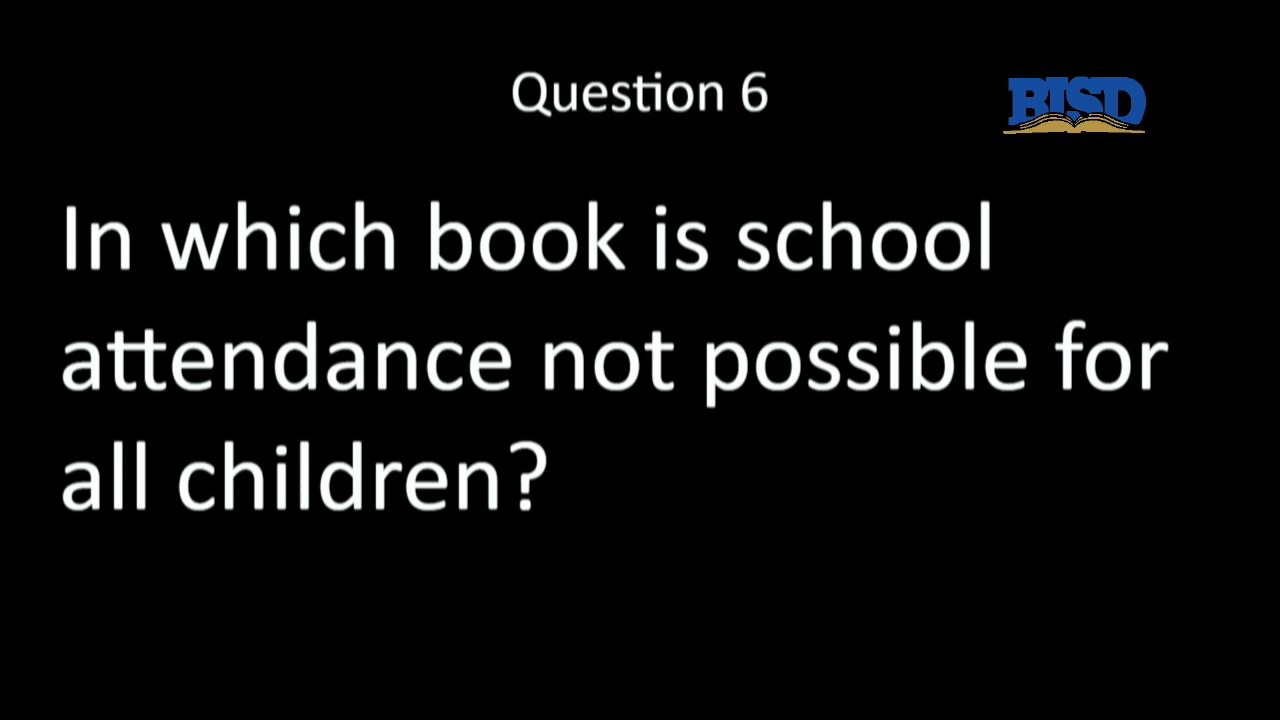 Question 6
BISD
In which book is school
attendance not possible for
all children?